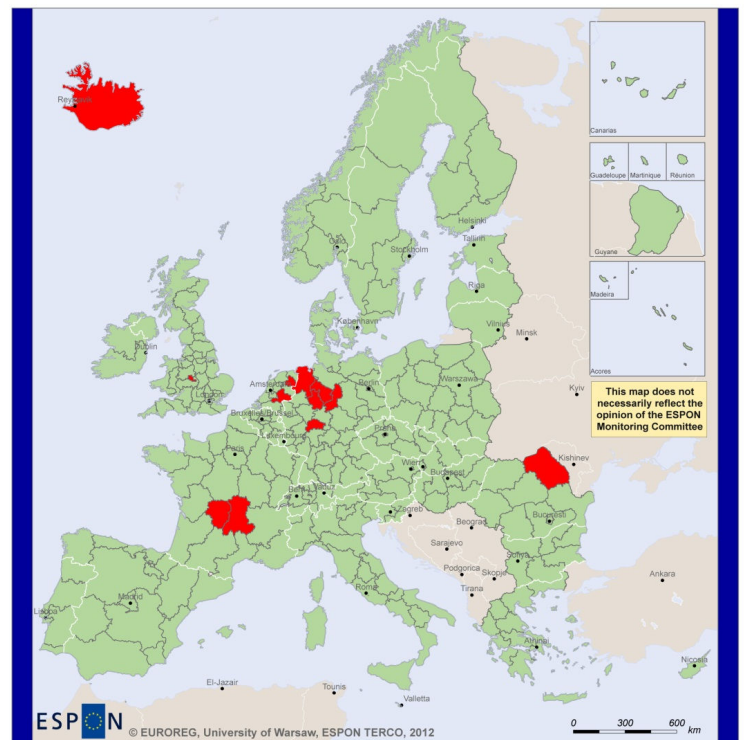 Reykjavik
Canarias
Guadeloupe Martinique Réunion
Guyane
Madeira
Acores
Oslo
Helsinki
Tallinn
Stockholm
Riga
København
Vilnius
Minsk
Dublin
London
Amsterdam
Berlin
Warszawa
Kyiv
This map does not
necessarily reflect the
opinion of the ESPON
Monitoring Committee
Bruxelles/Brussel
Luxembourg
Praha
Paris
Kishinev
Wien
Budapest
Bern
Vaduz
Zagreb
Bucureşti
Beograd
Sarajevo
Sofiya
Podgorica
Skopje
Tirana
Roma
Madrid
Lisboa
Ankara
Athinai
Nicosia
El-Jazair
Tounis
Valletta
ESPON
© EUROREG, University of Warsaw, ESPON TERCO, 2012
0 300 600
km